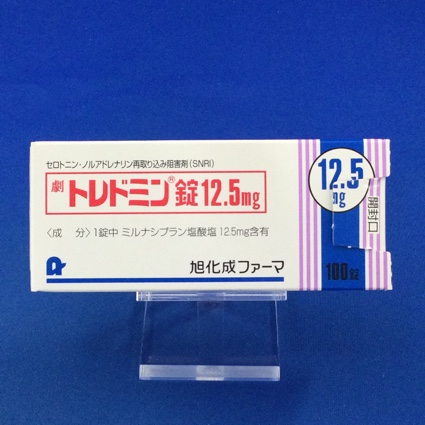 セロトニン・ノルアドレナリン再取り込み阻害剤(SNRI)
劇 トレドミン®錠12.5mg
〈成 分〉1錠中 ミルナシプラン塩酸塩 12.5mg含有
旭化成ファーマ
12.5
mg
開封口
100錠